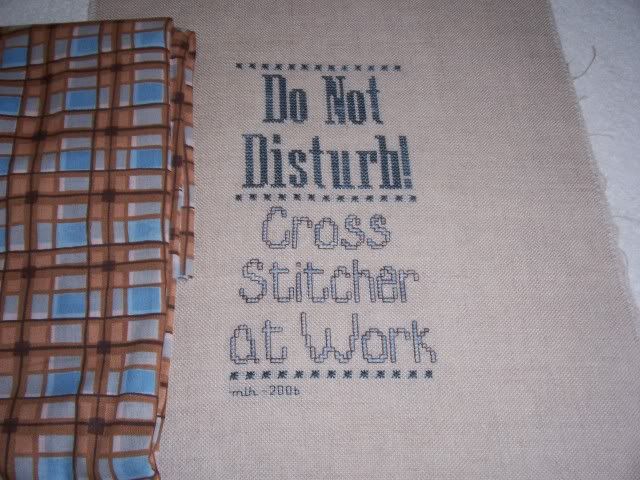 Do Not
Disturb!
Cross
Stitcher
at Work
mlh-2006